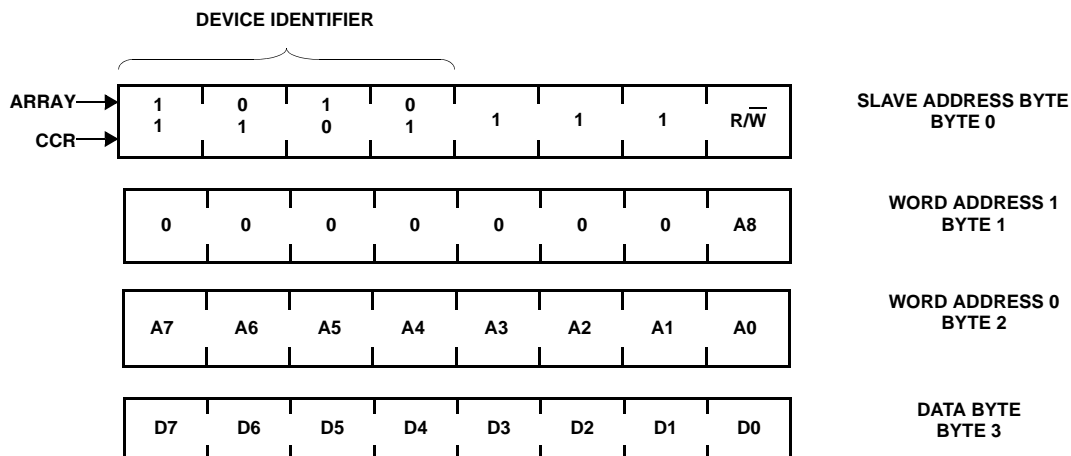 DEVICE IDENTIFIER
ARRAY
CCR
1 0 1 0
1 1 0 1
1 1 1 R/W̅
SLAVE ADDRESS BYTE
BYTE 0
0 0 0 0 0 0 0 A8
WORD ADDRESS 1
BYTE 1
A7 A6 A5 A4 A3 A2 A1 A0
WORD ADDRESS 0
BYTE 2
D7 D6 D5 D4 D3 D2 D1 D0
DATA BYTE
BYTE 3